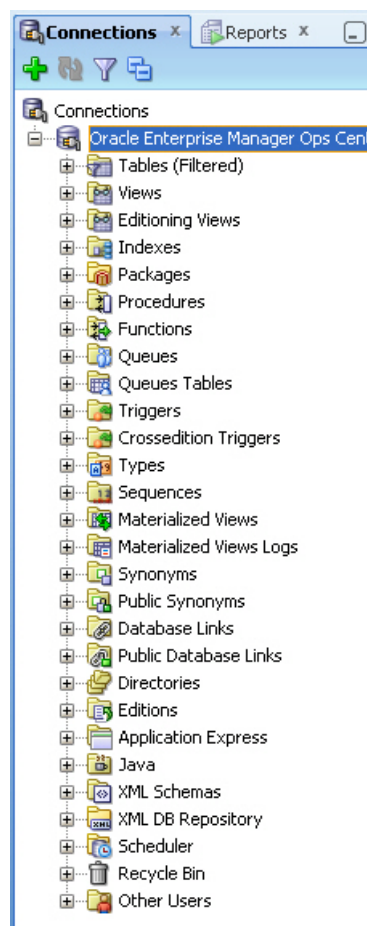 Connections x Reports x
Connections
Oracle Enterprise Manager Ops
Tables (Filtered)
Views
Editioning Views
Indexes
Packages
Procedures
Functions
Queues
Queues Tables
Triggers
Crossedition Triggers
Types
Sequences
Materialized Views
Materialized Views Logs
Synonyms
Public Synonyms
Database Links
Public Database Links
Directories
Editions
Application Express
Java
XML Schemas
XML DB Repository
Scheduler
Recycle Bin
Other Users